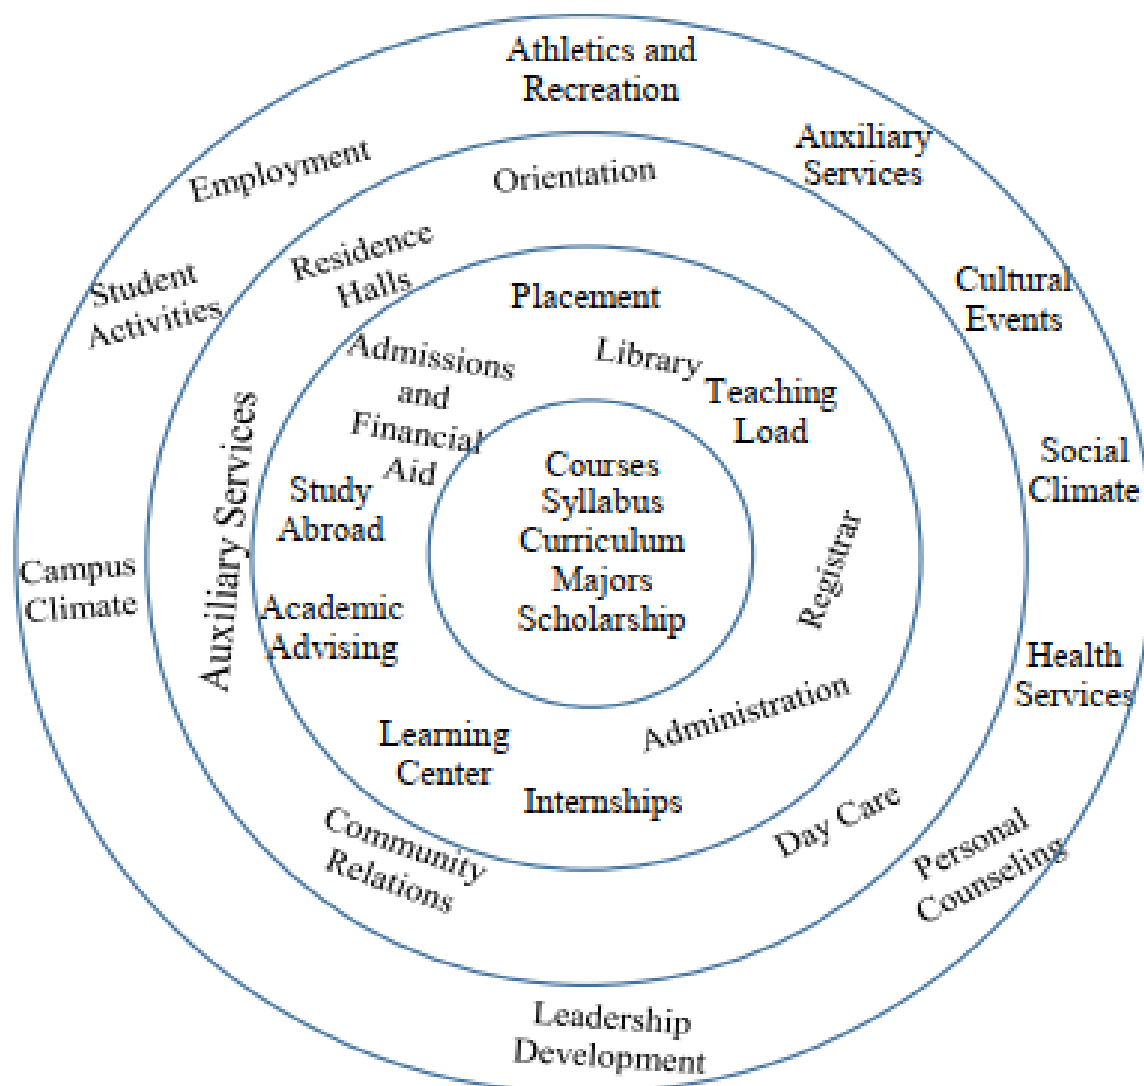 Athletics and
Recreation
Auxiliary
Services
Employment
Orientation
Residence
Halls
Student
Activities
Cultural
Events
Placement
Library
Admissions
and
Financial
Aid
Teaching
Load
Auxiliary Services
Study
Abroad
Courses
Syllabus
Curriculum
Majors
Scholarship
Social
Climate
Registrar
Campus
Climate
Academic
Advising
Health
Services
Administration
Learning
Center
Internships
Day Care
Community
Relations
Personal
Counseling
Leadership
Development